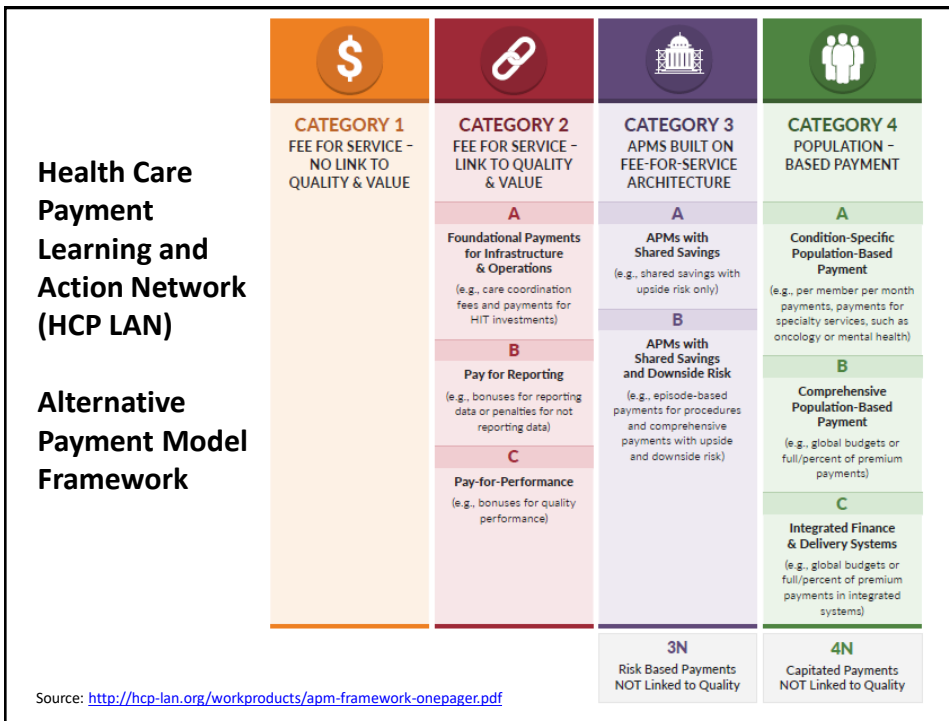 Health Care
Payment
Learning and
Action Network
(HCP LAN)
Alternative
Payment Model
Framework
$
CATEGORY 1
FEE FOR SERVICE –
NO LINK TO
QUALITY & VALUE
CATEGORY 2
FEE FOR SERVICE –
LINK TO QUALITY
& VALUE
A
Foundational Payments
for Infrastructure
& Operations
(e.g., care coordination
fees and payments for
HIT investments)
B
Pay for Reporting
(e.g., bonuses for reporting
data or penalties for not
reporting data)
C
Pay-for-Performance
(e.g., bonuses for quality
performance)
CATEGORY 3
APMS BUILT ON
FEE-FOR-SERVICE
ARCHITECTURE
A
APMs with
Shared Savings
(e.g., shared savings with
upside risk only)
B
APMs with
Shared Savings
and Downside Risk
(e.g., episode-based
payments for procedures
and comprehensive
payments with upside
and downside risk)
3N
Risk Based Payments
NOT Linked to Quality
CATEGORY 4
POPULATION –
BASED PAYMENT
A
Condition-Specific
Population-Based
Payment
(e.g., per member per month
payments, payments for
specialty services, such as
oncology or mental health)
B
Comprehensive
Population-Based
Payment
(e.g., global budgets or
full/percent of premium
payments)
C
Integrated Finance
& Delivery Systems
(e.g., global budgets or
full/percent of premium
payments in integrated
systems)
4N
Capitated Payments
NOT Linked to Quality
Source: http://hcp-lan.org/workproducts/apm-framework-onepager.pdf